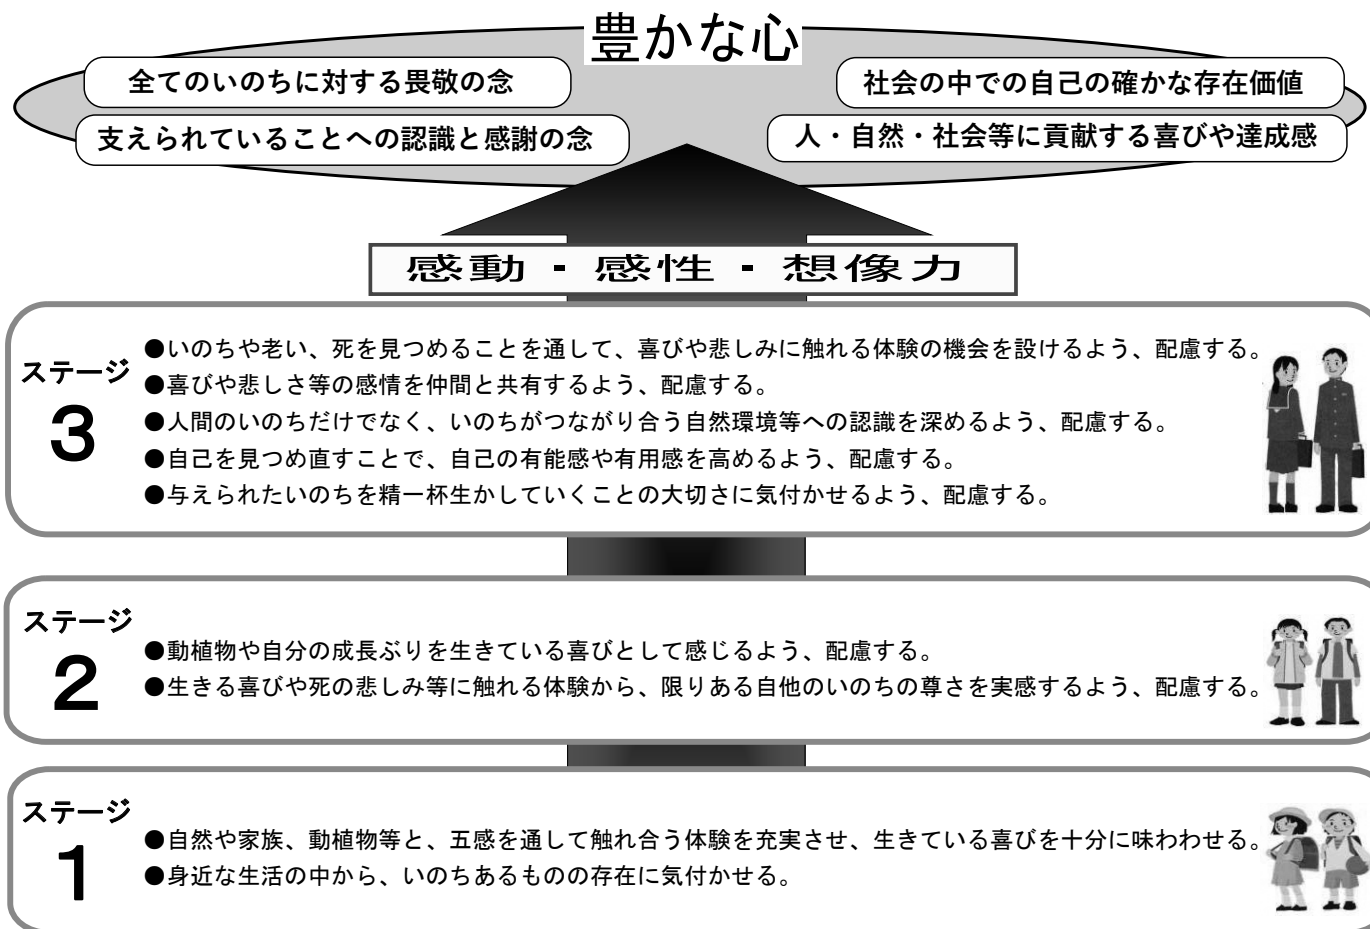 豊かな心
全てのいのちに対する畏敬の念
社会の中での自己の確かな存在価値
支えられていることへの認識と感謝の念
人・自然・社会等に貢献する喜びや達成感
感動・感性・想像力
ステージ
3
●いのちや老い、死を見つめることを通して、喜びや悲しみに触れる体験の機会を設けるよう、配慮する。
●喜びや悲しさ等の感情を仲間と共有するよう、配慮する。
●人間のいのちだけでなく、いのちがつながり合う自然環境等への認識を深めるよう、配慮する。
●自己を見つめ直すことで、自己の有能感や有用感を高めるよう、配慮する。
●与えられたいのちを精一杯生かしていくことの大切さに気付かせるよう、配慮する。
ステージ
2
●動植物や自分の成長ぶりを生きている喜びとして感じるよう、配慮する。
●生きる喜びや死の悲しみ等に触れる体験から、限りある自他のいのちの尊さを実感するよう、配慮する。
ステージ
1
●自然や家族、動植物等と、五感を通して触れ合う体験を充実させ、生きている喜びを十分に味わわせる。
●身近な生活の中から、いのちあるものの存在に気付かせる。